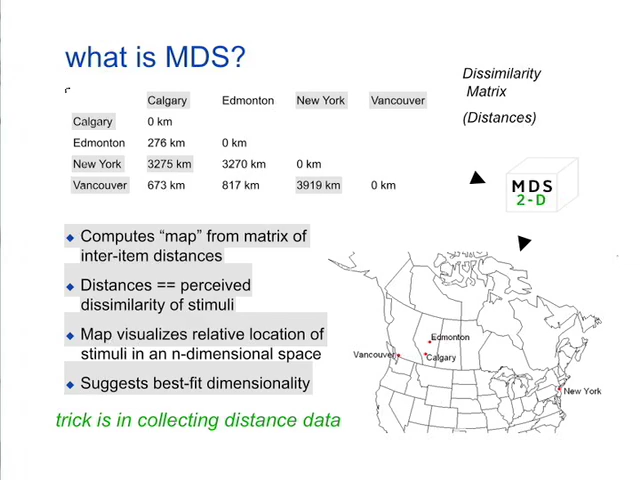 what is MDS?
Dissimilarity
Matrix
(Distances)
Calgary Edmonton New York Vancouver
Calgary 0 km
Edmonton 276 km 0 km
New York 3275 km 3270 km 0 km
Vancouver 673 km 817 km 3919 km 0 km
MDS
2-D
Computes “map” from matrix of
inter-item distances
Distances == perceived
dissimilarity of stimuli
Map visualizes relative location of
stimuli in an n-dimensional space
Suggests best-fit dimensionality
trick is in collecting distance data
Edmonton
Vancouver
Calgary
New York